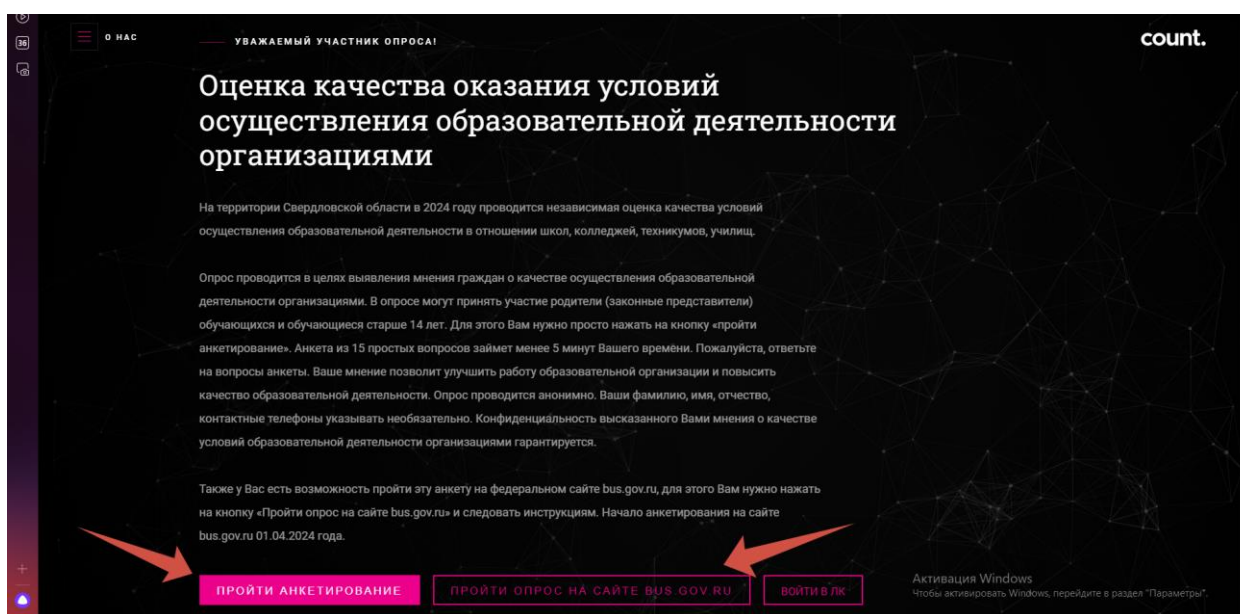 36
О НАС
УВАЖАЕМЫЙ УЧАСТНИК ОПРОСА!
count.
Оценка качества оказания условий
осуществления образовательной деятельности
организациями
На территории Свердловской области в 2024 году проводится независимая оценка качества условий
осуществления образовательной деятельности в отношении школ, колледжей, техникумов, училищ.
Опрос проводится в целях выявления мнения граждан о качестве осуществления образовательной
деятельности организациями. В опросе могут принять участие родители (законные представители)
обучающихся и обучающиеся старше 14 лет. Для этого Вам нужно просто нажать на кнопку «пройти
анкетирование». Анкета из 15 простых вопросов займет менее 5 минут Вашего времени. Пожалуйста, ответьте
на вопросы анкеты. Ваше мнение позволит улучшить работу образовательной организации и повысить
качество образовательной деятельности. Опрос проводится анонимно. Ваши фамилию, имя, отчество,
контактные телефоны указывать необязательно. Конфиденциальность высказанного Вами мнения о качестве
условий образовательной деятельности организациями гарантируется.
Также у Вас есть возможность пройти эту анкету на федеральном сайте bus.gov.ru, для этого Вам нужно нажать
на кнопку «Пройти опрос на сайте bus.gov.ru» и следовать инструкциям. Начало анкетирования на сайте
bus.gov.ru 01.04.2024 года.
ПРОЙТИ АНКЕТИРОВАНИЕ
ПРОЙТИ ОПРОС НА САЙТЕ BUS.GOV.RU
ВОЙТИ В ЛК
Активация Windows
Чтобы активировать Windows, перейдите в раздел "Параметры".